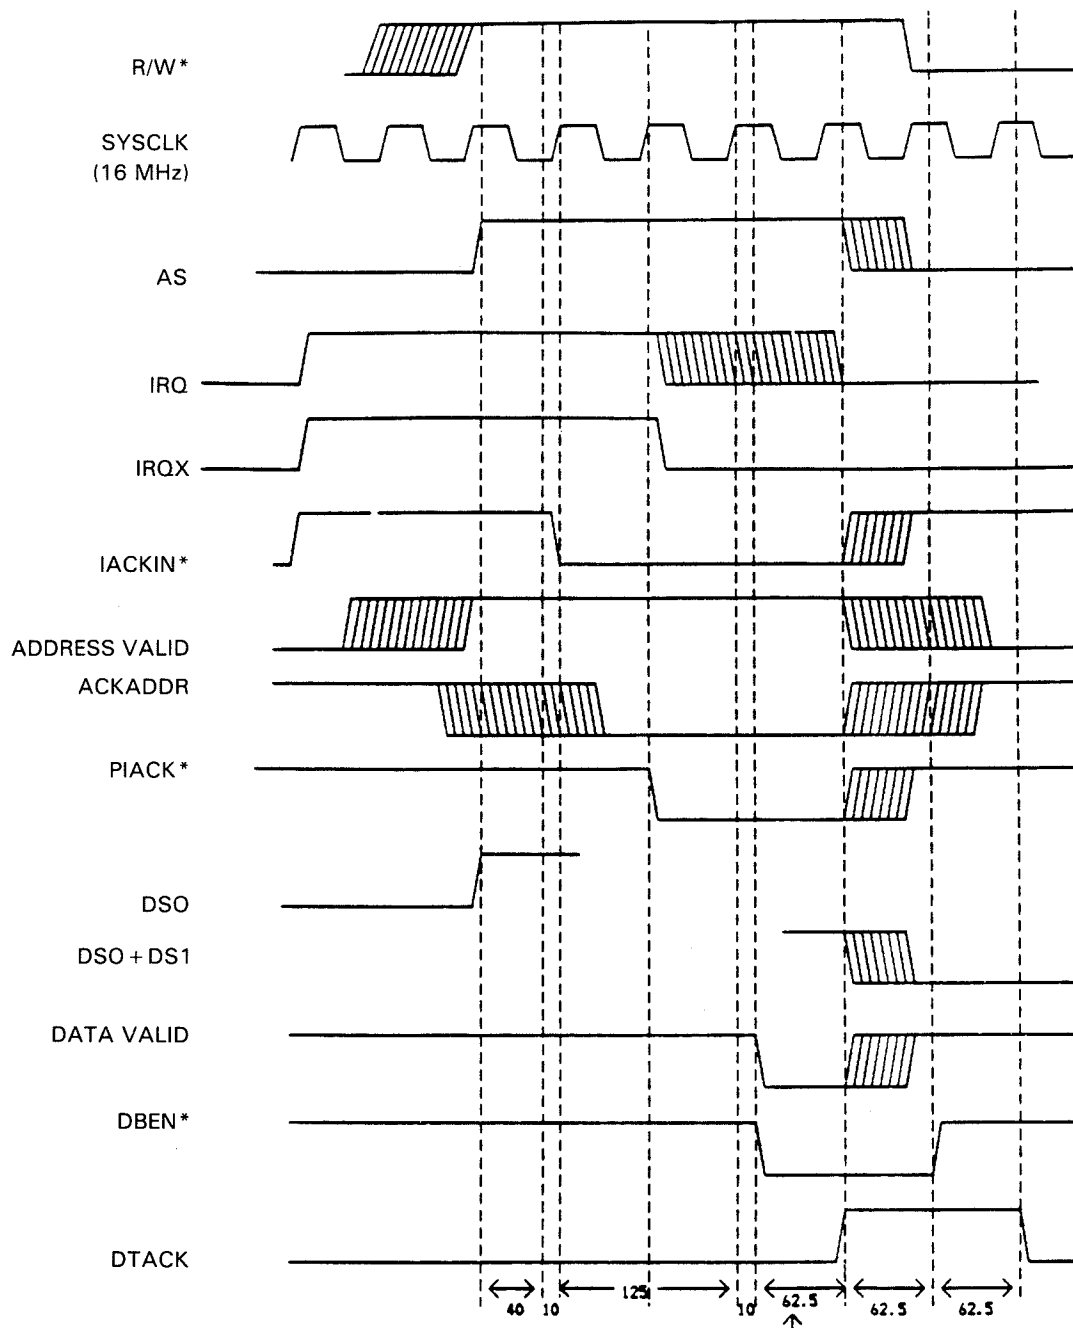 R/W*
SYSCLK
(16 MHz)
AS
IRQ
IRQX
IACKIN*
ADDRESS VALID
ACKADDR
PIACK*
DSO
DSO + DS1
DATA VALID
DBEN*
DTACK
40 10 125 10 62.5 62.5 62.5